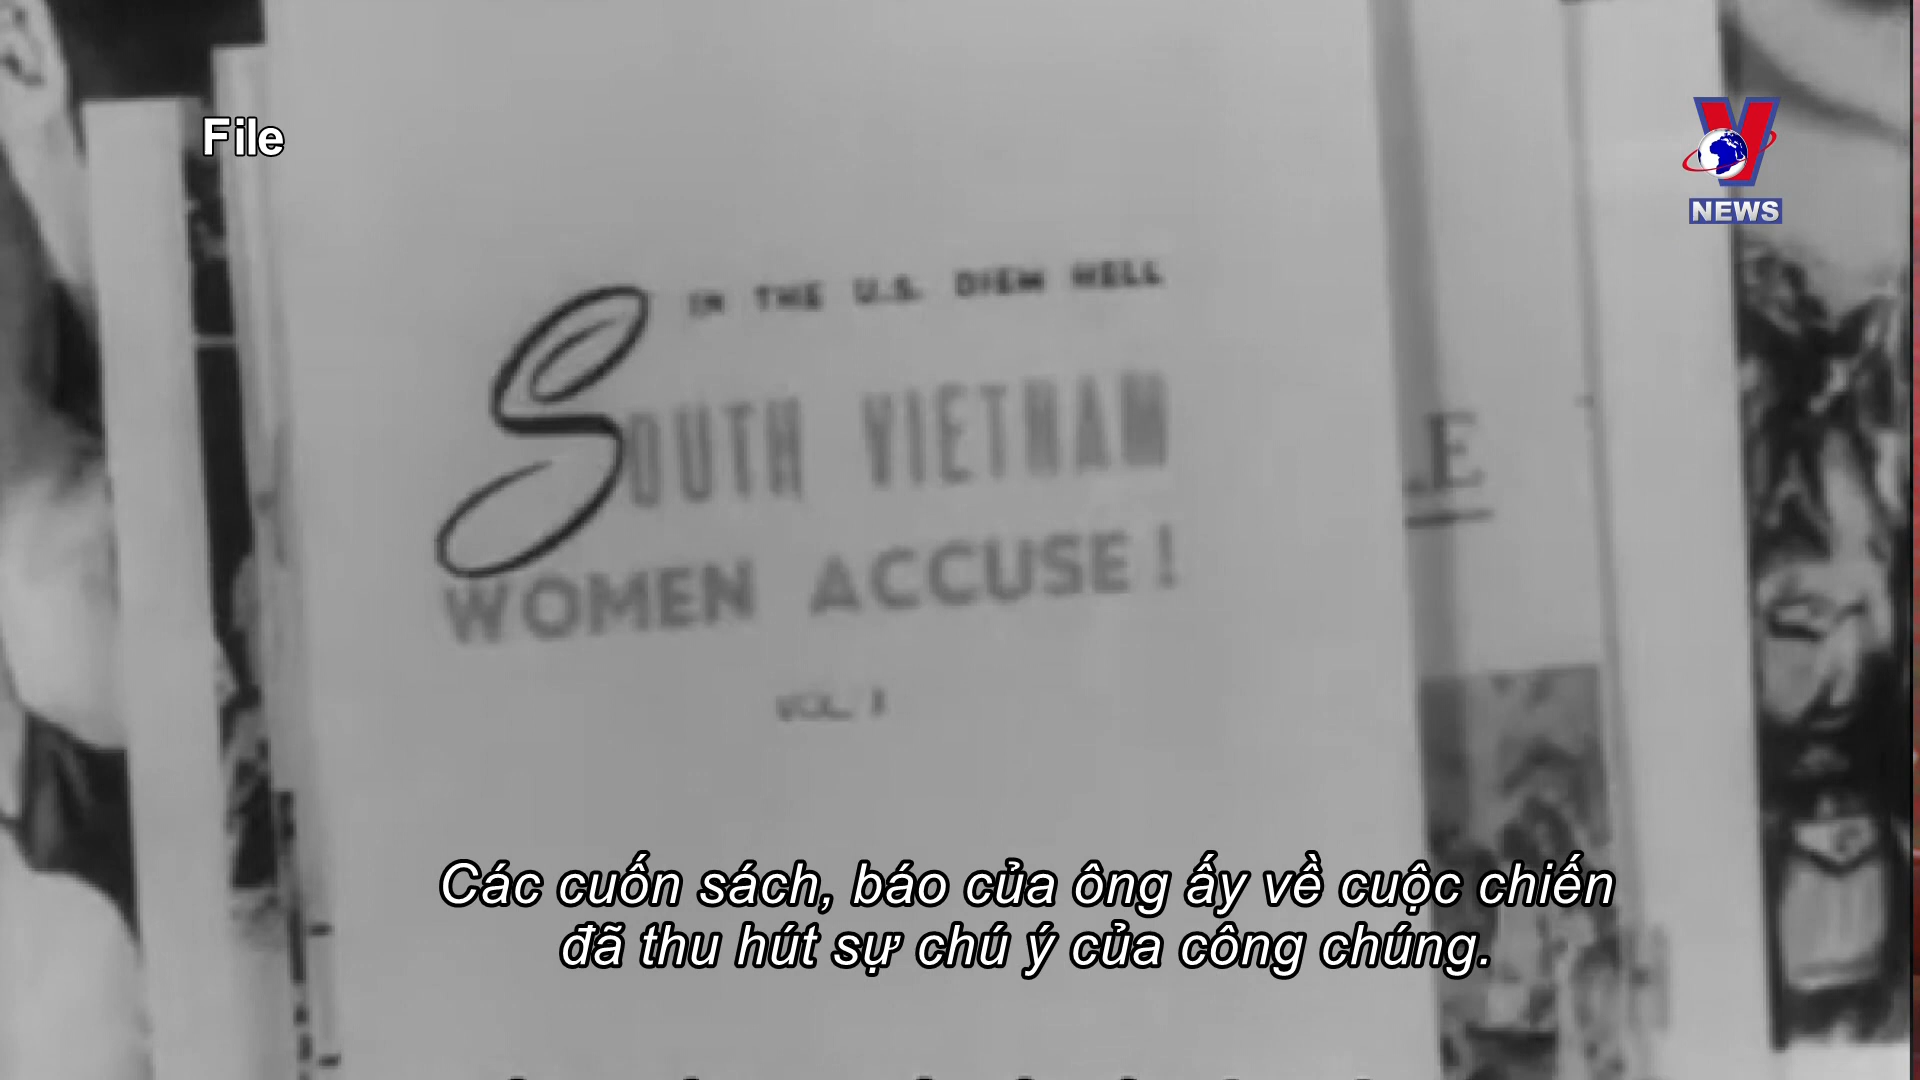 File
V
NEWS
IN THE U.S. DIEM HELL
SOUTH VIETNAM
WOMEN ACCUSE!
VOL. 1
E
Các cuốn sách, báo của ông ấy về cuộc chiến
đã thu hút sự chú ý của công chúng.